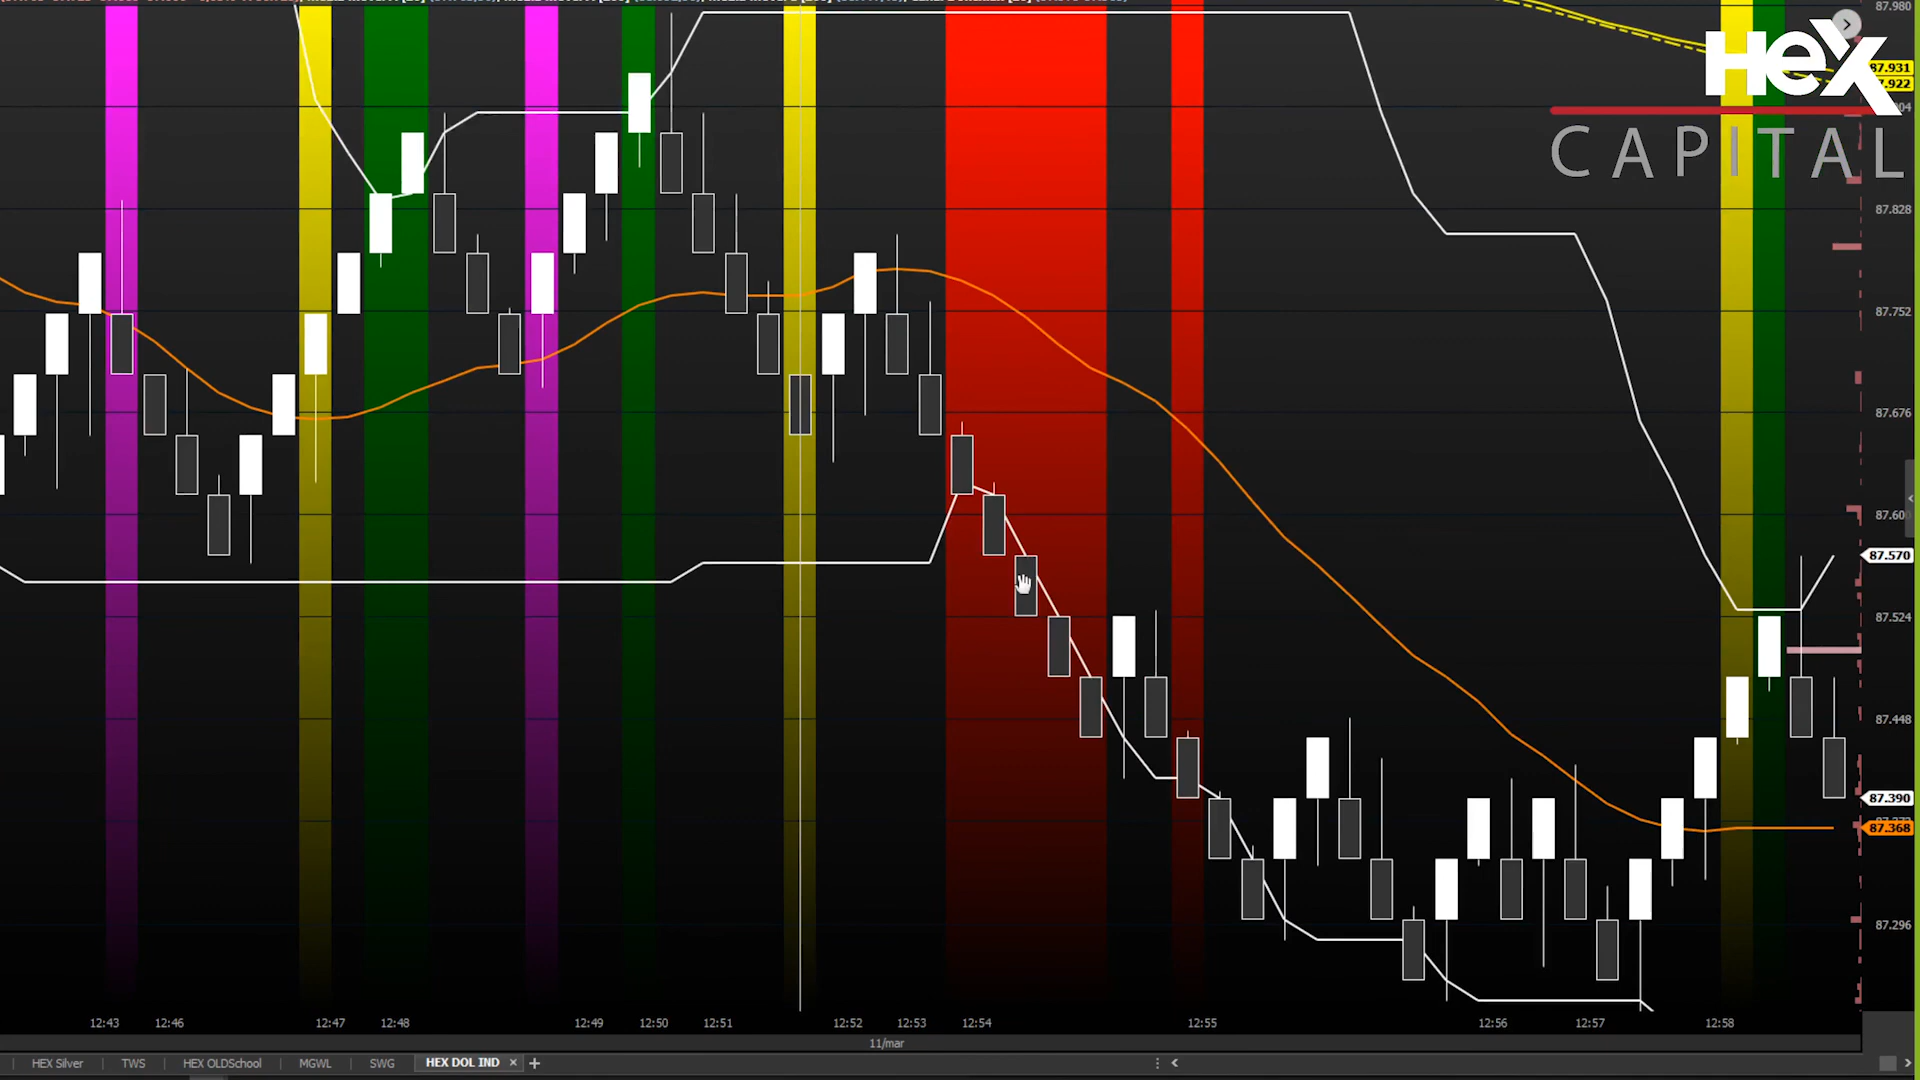 87.980
HEX
87.931
87.922
CAPITAL
87.828
87.752
87.676
87.600
87.570
87.524
87.448
87.390
87.368
87.296
12:43 12:46 12:47 12:48 12:49 12:50 12:51 12:52 12:53 12:54 12:55 12:56 12:57 12:58
11/mar
HEX Silver TWS HEX OLDSchool MGWL SWG HEX DOL IND × +